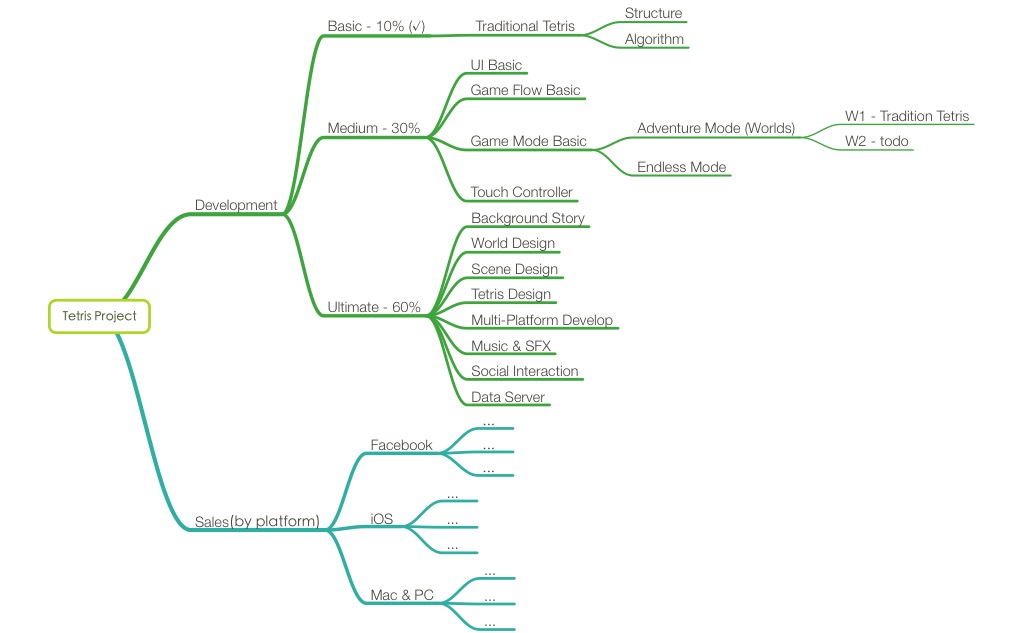 Tetris Project
Development
Basic - 10% (√)
Traditional Tetris
Structure
Algorithm
Medium - 30%
UI Basic
Game Flow Basic
Game Mode Basic
Adventure Mode (Worlds)
W1 - Tradition Tetris
W2 - todo
Endless Mode
Touch Controller
Ultimate - 60%
Background Story
World Design
Scene Design
Tetris Design
Multi-Platform Develop
Music & SFX
Social Interaction
Data Server
Sales(by platform)
Facebook
...
...
...
iOS
...
...
...
Mac & PC
...
...
...